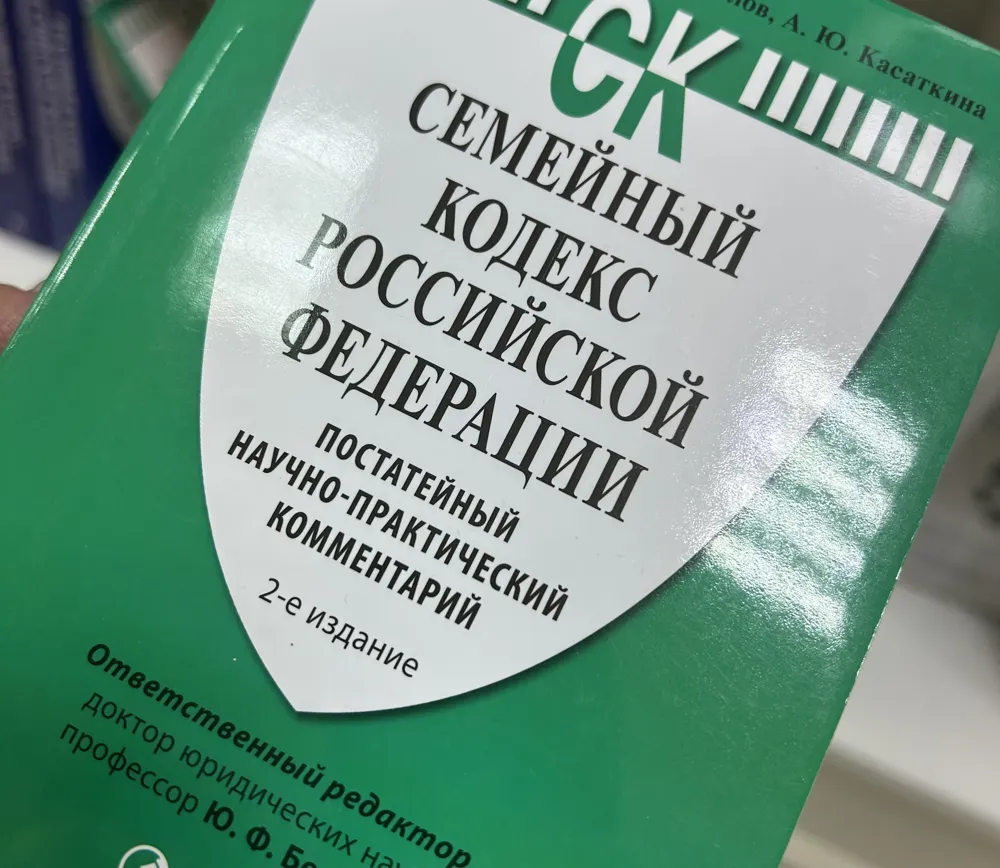 А. Ю. Касаткина
СК
СЕМЕЙНЫЙ
КОДЕКС
РОССИЙСКОЙ
ФЕДЕРАЦИИ
ПОСТАТЕЙНЫЙ
НАУЧНО-ПРАКТИЧЕСКИЙ
КОММЕНТАРИЙ
2-е издание
Ответственный редактор
доктор юридических
профессор Ю. Ф.